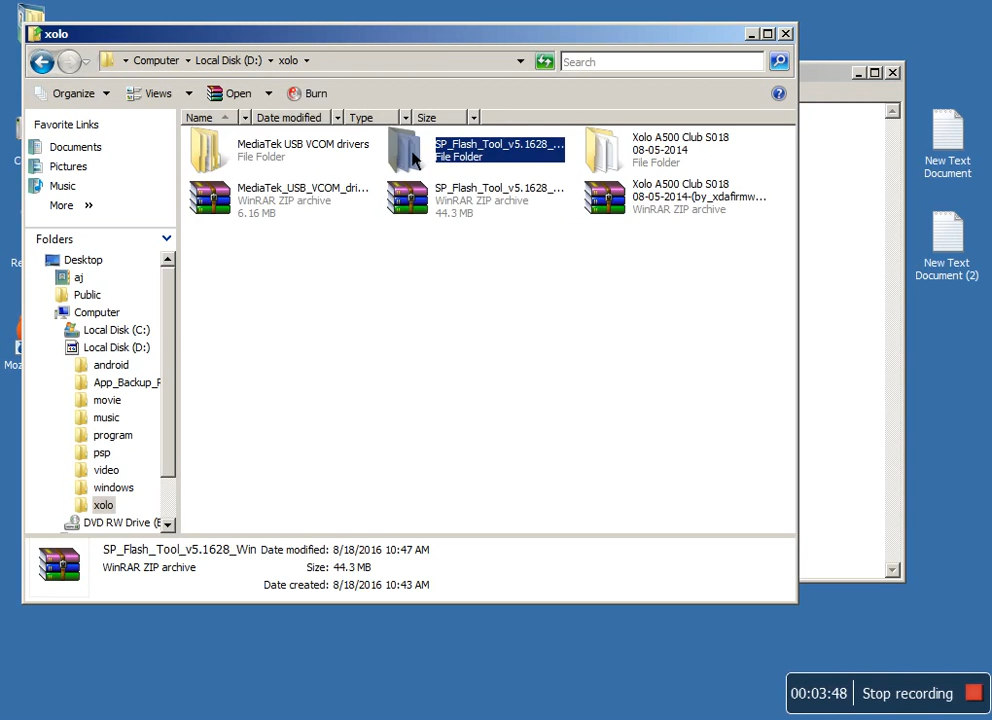 xolo
Computer
Local Disk (D:)
xolo
Search
Organize
Views
Open
Burn
Favorite Links
Documents
Pictures
Music
More »
Folders
Desktop
aj
Public
Computer
Local Disk (C:)
Local Disk (D:)
android
App_Backup_
movie
music
program
psp
video
windows
xolo
DVD RW Drive (
Name
Date modified
Type
Size
MediaTek USB VCOM drivers
File Folder
SP_Flash_Tool_v5.1628_...
File Folder
Xolo A500 Club S018
08-05-2014
File Folder
MediaTek_USB_VCOM_dri...
WinRAR ZIP archive
6.16 MB
SP_Flash_Tool_v5.1628_...
WinRAR ZIP archive
44.3 MB
Xolo A500 Club S018
08-05-2014-(by_xdafirmw...
WinRAR ZIP archive
SP_Flash_Tool_v5.1628_Win
Date modified: 8/18/2016 10:47 AM
WinRAR ZIP archive
Size: 44.3 MB
Date created: 8/18/2016 10:43 AM
New Text
Document
New Text
Document (2)
00:03:48
Stop recording